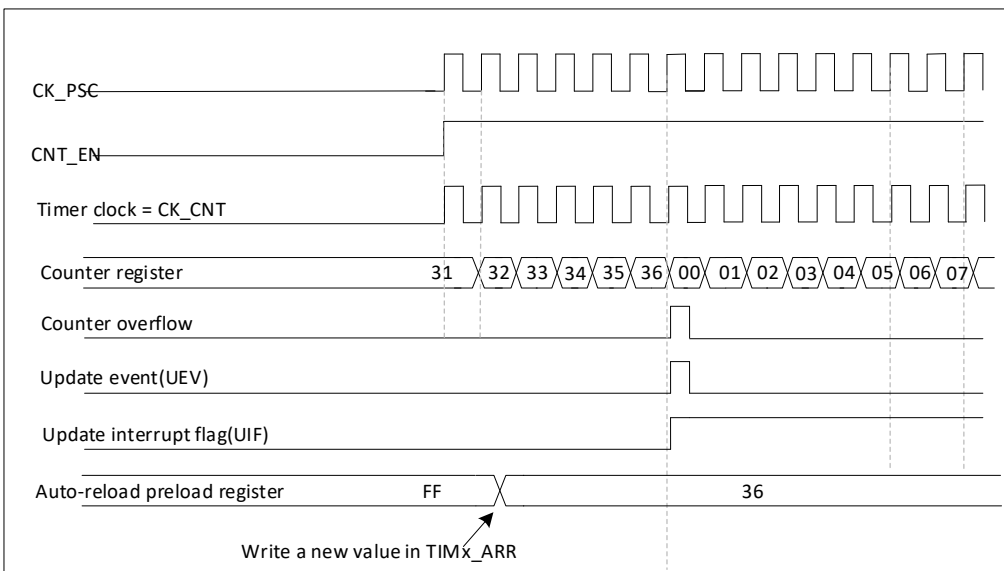 CK_PSC
CNT_EN
Timer clock = CK_CNT
Counter register 31 32 33 34 35 36 00 01 02 03 04 05 06 07
Counter overflow
Update event(UEV)
Update interrupt flag(UIF)
Auto-reload preload register FF 36
Write a new value in TIMx_ARR